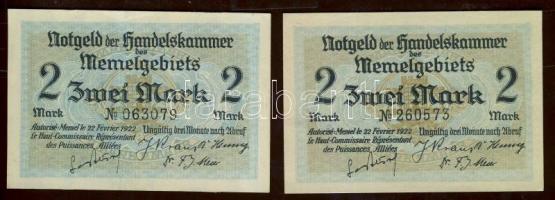 Notgeld der Handelskammer
des
Memelgebiets
2 Zwei Mark 2
Mark № 063079 Mark
Autorisé-Memel le 22 Février 1922 Ungültig drei Monate nach Abruf
le Haut-Commissaire Représentant
des Puissances Alliées
Notgeld der Handelskammer
des
Memelgebiets
2 Zwei Mark 2
Mark № 260573 Mark
Autorisé-Memel le 22 Février 1922 Ungültig drei Monate nach Abruf
le Haut-Commissaire Représentant
des Puissances Alliées